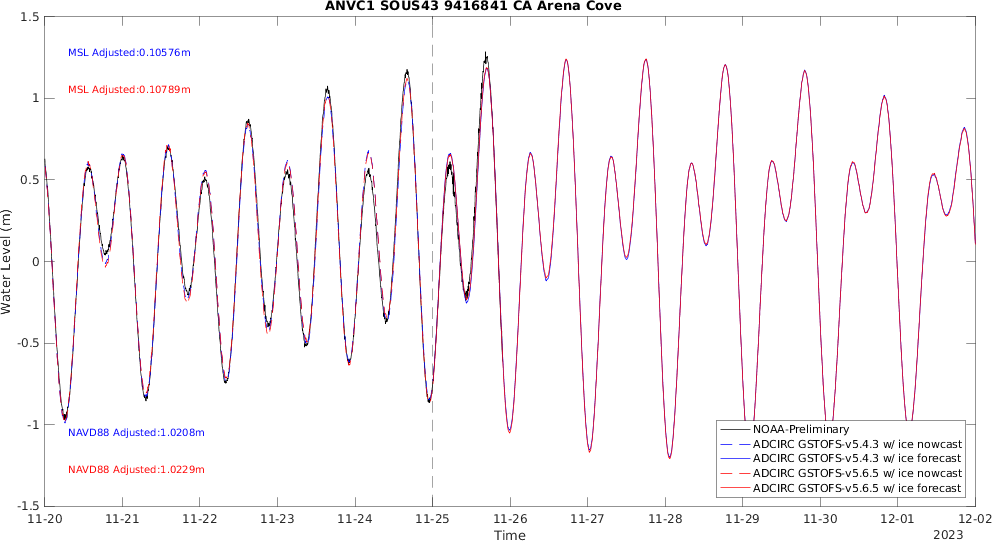 ANVC1 SOUS43 9416841 CA Arena Cove
1.5
1
0.5
0
-0.5
-1
-1.5
Water Level (m)
MSL Adjusted:0.10576m
MSL Adjusted:0.10789m
NAVD88 Adjusted:1.0208m
NAVD88 Adjusted:1.0229m
NOAA-Preliminary
ADCIRC GSTOFS-v5.4.3 w/ ice nowcast
ADCIRC GSTOFS-v5.4.3 w/ ice forecast
ADCIRC GSTOFS-v5.6.5 w/ ice nowcast
ADCIRC GSTOFS-v5.6.5 w/ ice forecast
11-20 11-21 11-22 11-23 11-24 11-25 11-26 11-27 11-28 11-29 11-30 12-01 12-02
Time
2023